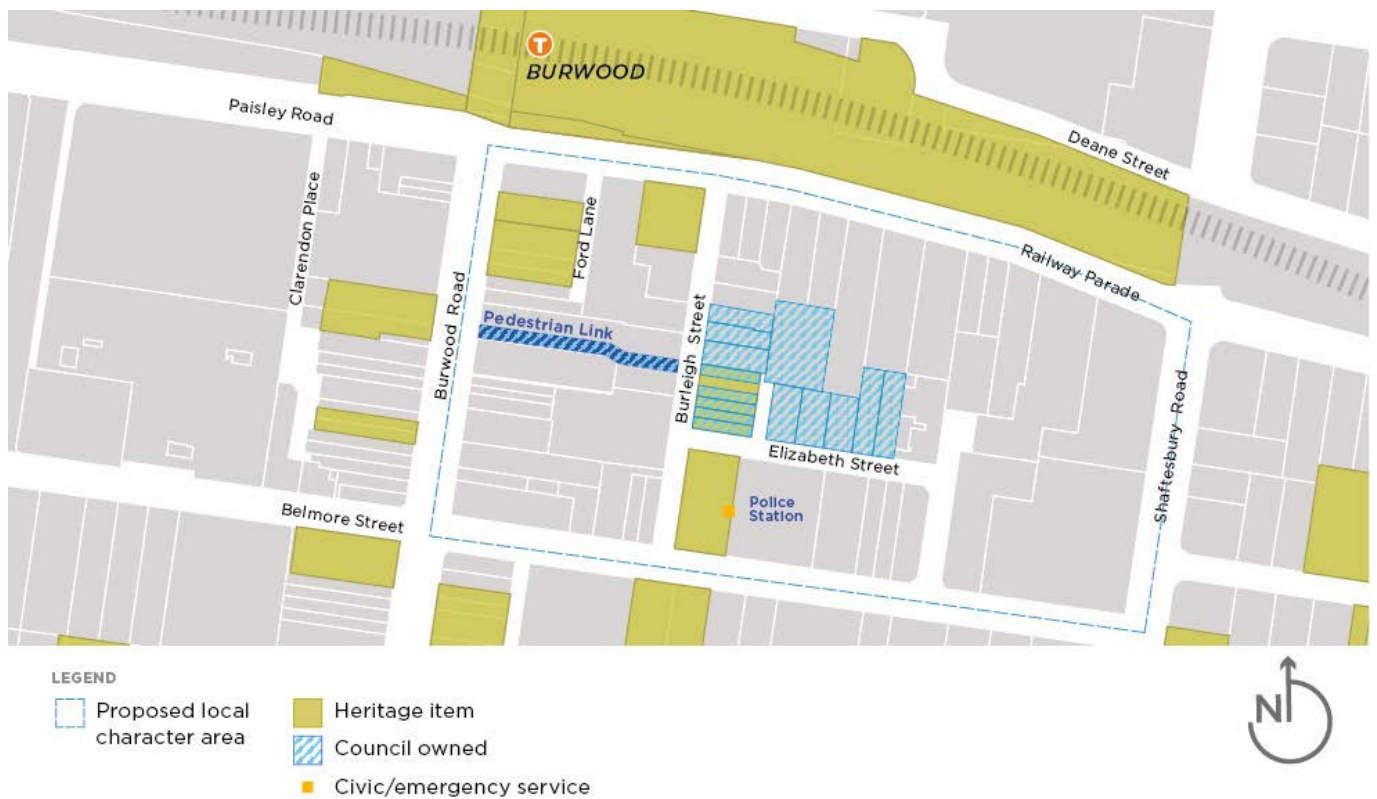 T
BURWOOD
Paisley Road
Deane Street
Clarendon Place
Ford Lane
Railway Parade
Burwood Road
Pedestrian Link
Burleigh Street
Shaftesbury Road
Elizabeth Street
Belmore Street
Police
Station
LEGEND
Proposed local
character area
Heritage item
Council owned
Civic/emergency service
N